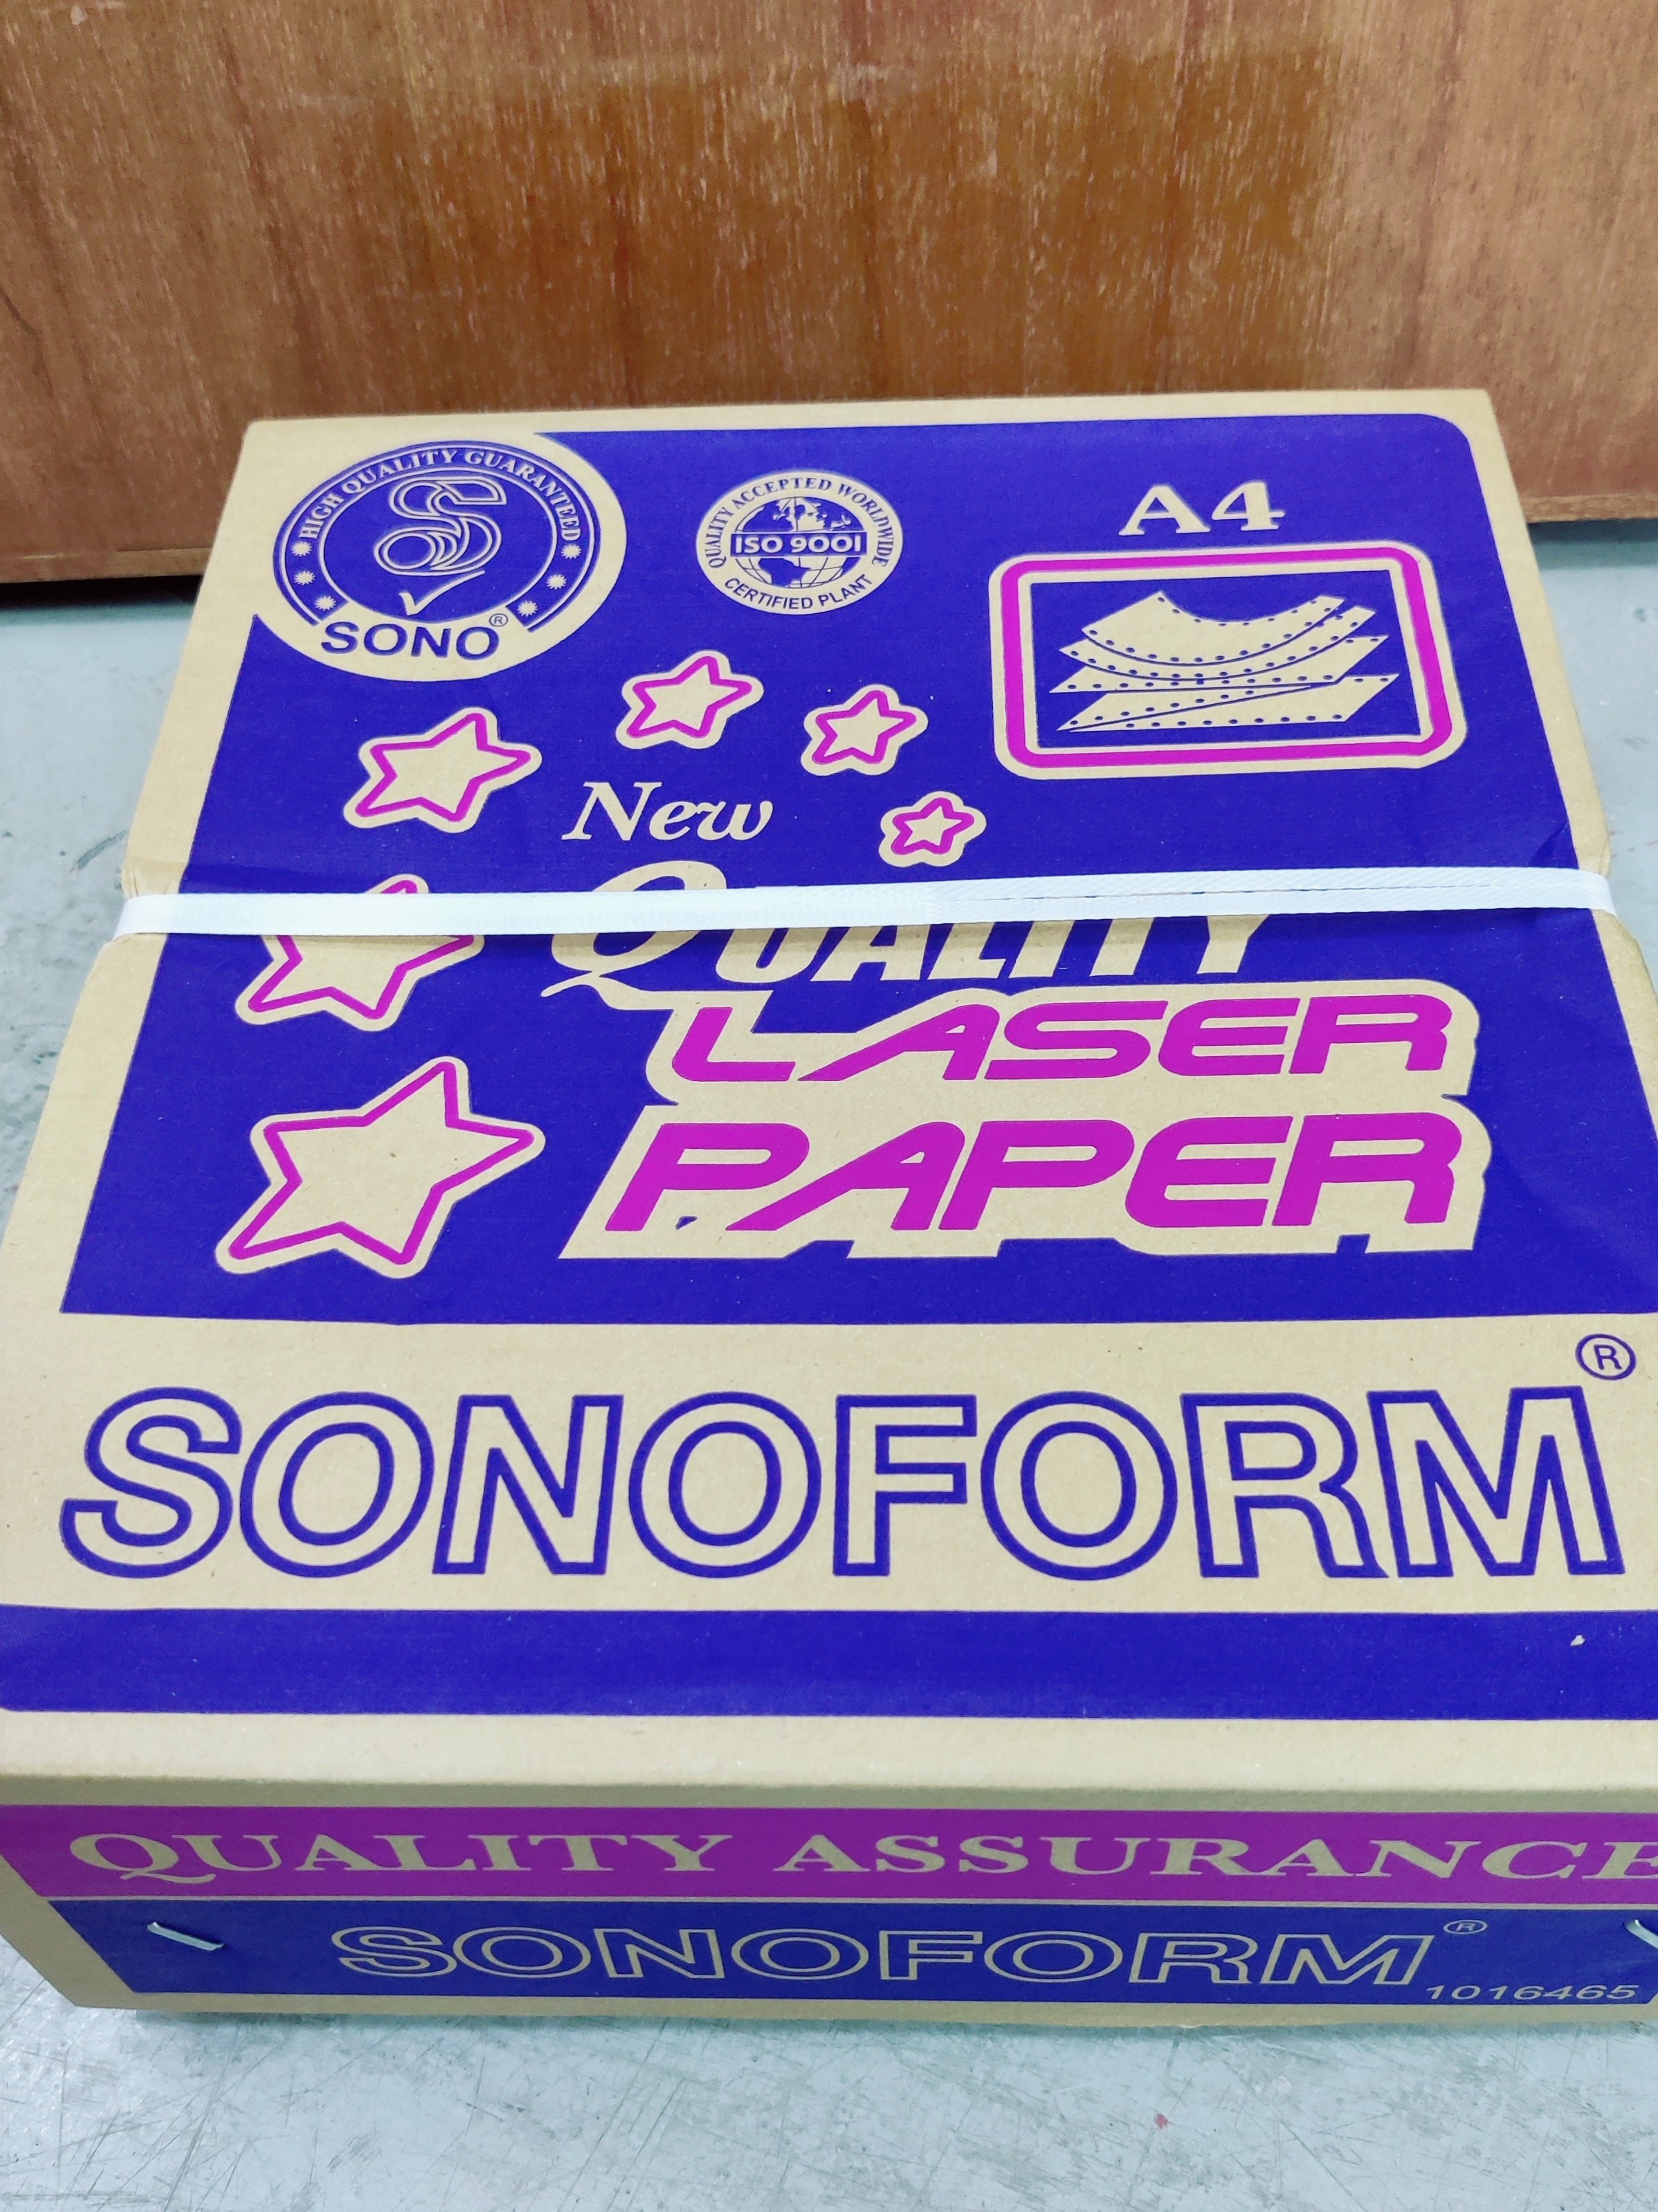 HIGH QUALITY GUARANTEED
SONO®
QUALITY ACCEPTED WORLDWIDE
ISO 9001
CERTIFIED PLANT
A4
New
QUALITY
LASER
PAPER
SONOFORM®
QUALITY ASSURANCE
SONOFORM®
1016465